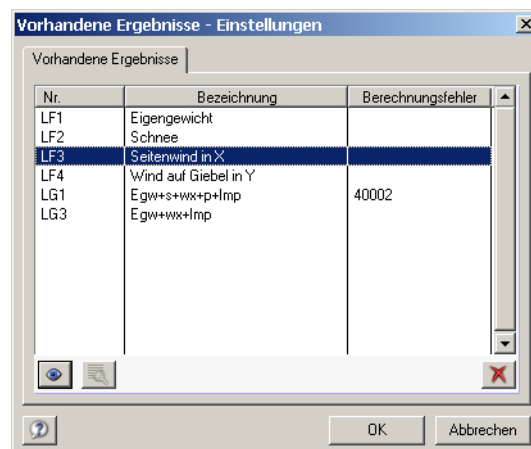 Vorhandene Ergebnisse - Einstellungen
Vorhandene Ergebnisse
Nr. Bezeichnung Berechnungsfehler
LF1 Eigengewicht
LF2 Schnee
LF3 Seitenwind in X
LF4 Wind auf Giebel in Y
LG1 Egw+s+wx+p+Imp 40002
LG3 Egw+wx+Imp
OK Abbrechen